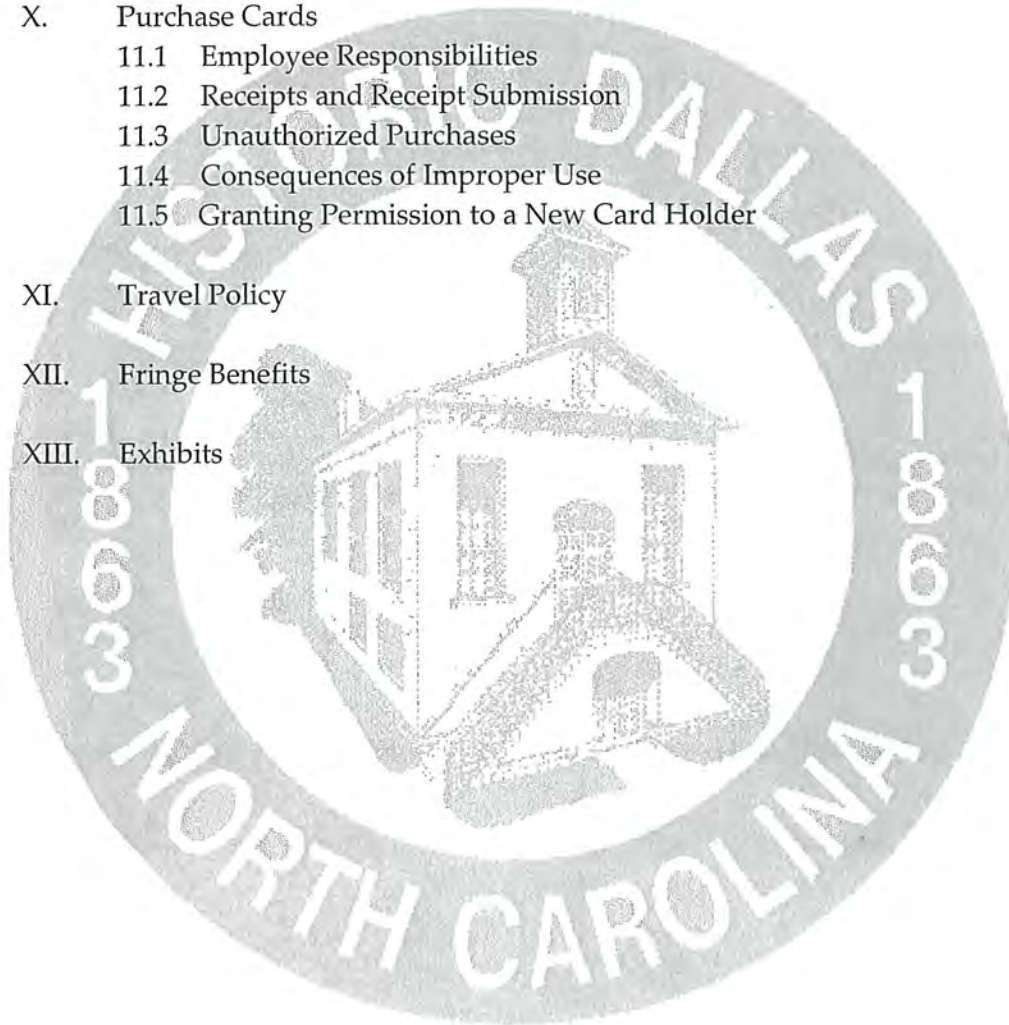 X. Purchase Cards
11.1 Employee Responsibilities
11.2 Receipts and Receipt Submission
11.3 Unauthorized Purchases
11.4 Consequences of Improper Use
11.5 Granting Permission to a New Card Holder
XI. Travel Policy
XII. Fringe Benefits
XIII. Exhibits
HISTORIC DALLAS
1863
1863
NORTH CAROLINA